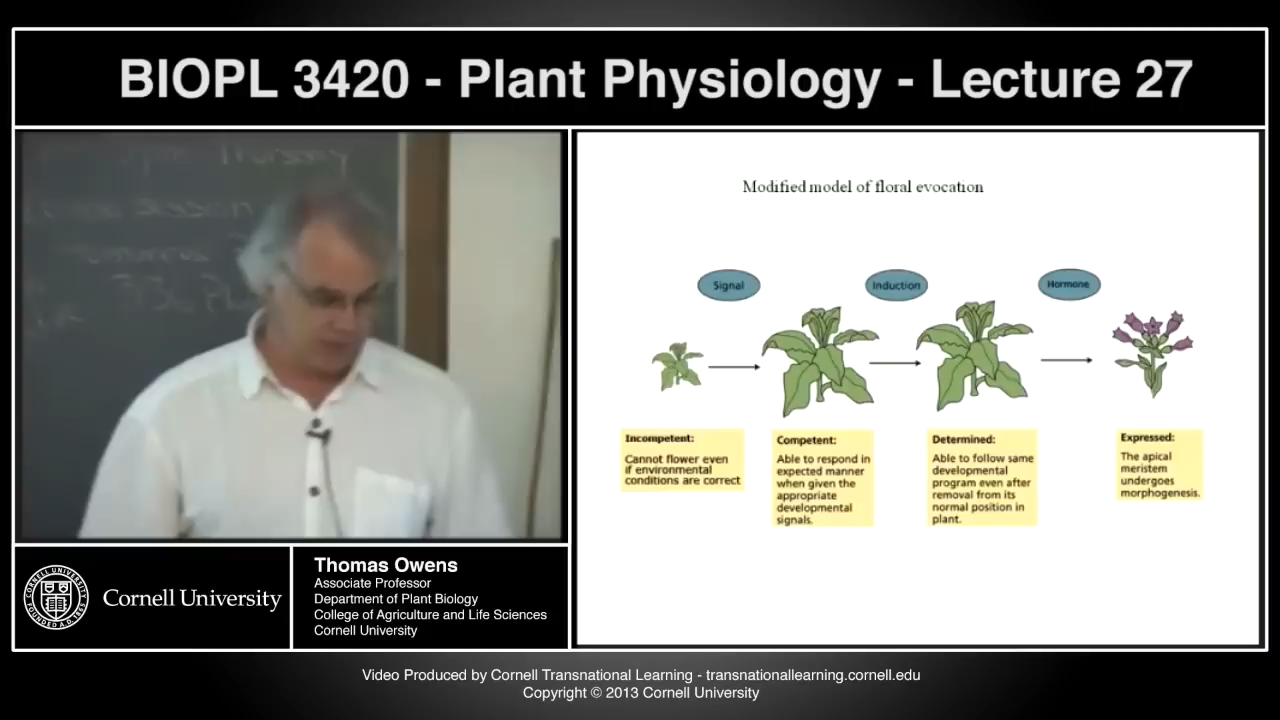 BIOPL 3420 - Plant Physiology - Lecture 27
Thursday
session
Modified model of floral evocation
Signal
Induction
Hormone
Incompetent:
Cannot flower even
if environmental
conditions are correct
Competent:
Able to respond in
expected manner
when given the
appropriate
developmental
signals.
Determined:
Able to follow same
developmental
program even after
removal from its
normal position in
plant.
Expressed:
The apical
meristem
undergoes
morphogenesis.
Cornell University
Thomas Owens
Associate Professor
Department of Plant Biology
College of Agriculture and Life Sciences
Cornell University
Video Produced by Cornell Transnational Learning - transnationallearning.cornell.edu
Copyright © 2013 Cornell University